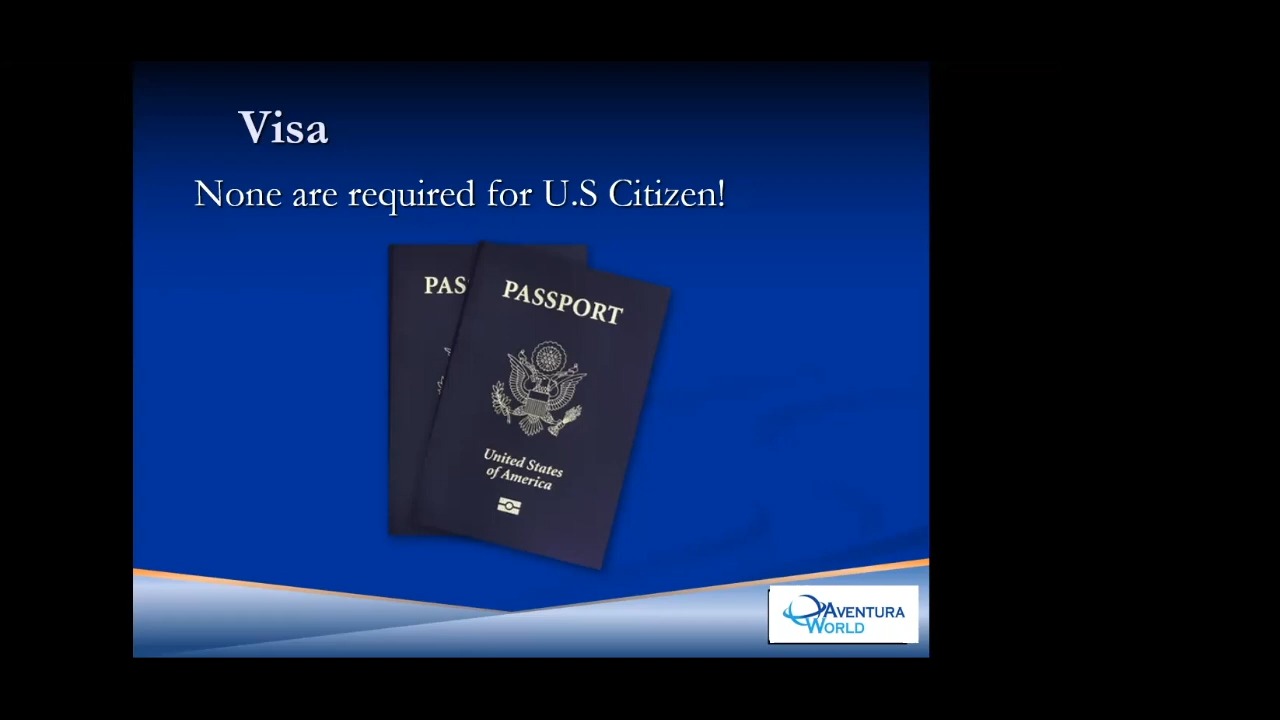 Visa
None are required for U.S Citizen!
PAS
PASSPORT
United States
of America
AVENTURA
WORLD